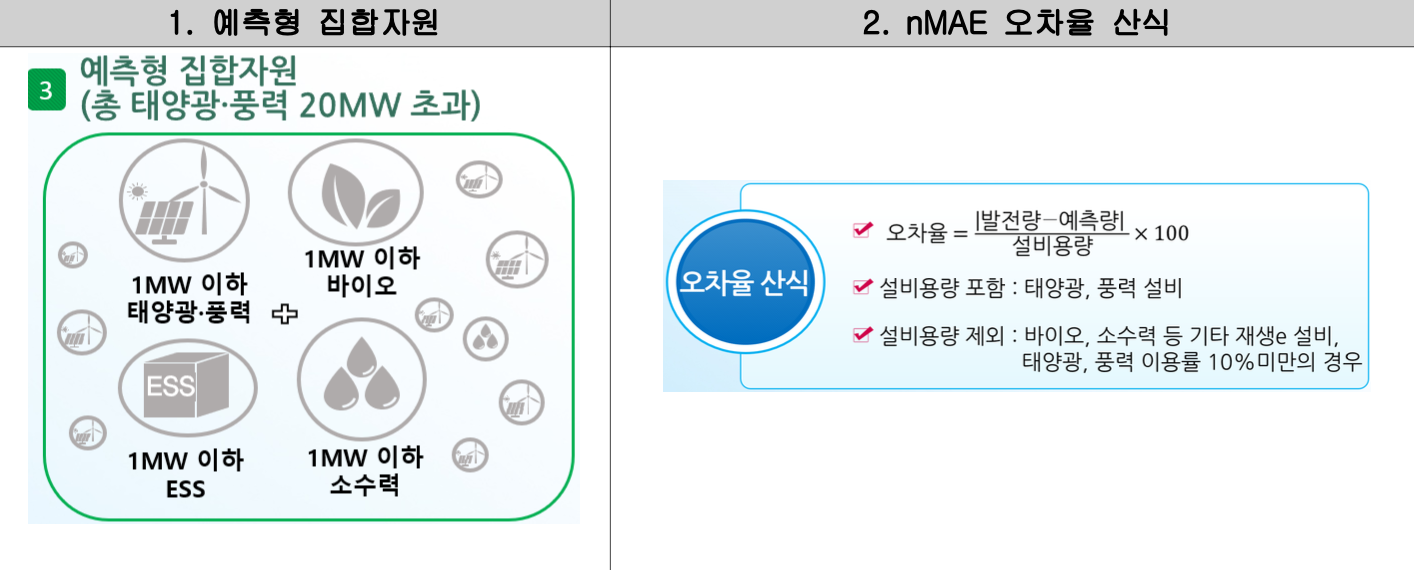 1. 예측형 집합자원
3
예측형 집합자원
(총 태양광·풍력 20MW 초과)
1MW 이하
태양광·풍력
1MW 이하
바이오
ESS
1MW 이하
ESS
1MW 이하
소수력
2. nMAE 오차율 산식
오차율 산식
오차율 = |발전량−예측량| / 설비용량 × 100
설비용량 포함 : 태양광, 풍력 설비
설비용량 제외 : 바이오, 소수력 등 기타 재생e 설비,
태양광, 풍력 이용률 10%미만의 경우